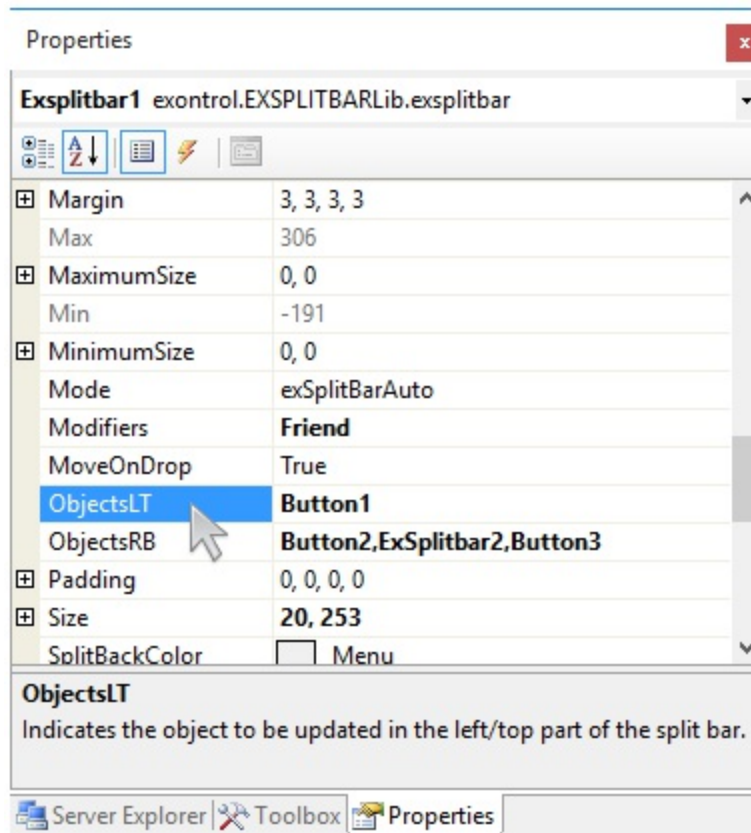 Properties
x
Exsplitbar1 exontrol.EXSPLITBARLib.exsplitbar
A Z
Margin 3, 3, 3, 3
Max 306
MaximumSize 0, 0
Min -191
MinimumSize 0, 0
Mode exSplitBarAuto
Modifiers Friend
MoveOnDrop True
ObjectsLT Button1
ObjectsRB Button2,ExSplitbar2,Button3
Padding 0, 0, 0, 0
Size 20, 253
SplitBackColor Menu
ObjectsLT
Indicates the object to be updated in the left/top part of the split bar.
Server Explorer Toolbox Properties